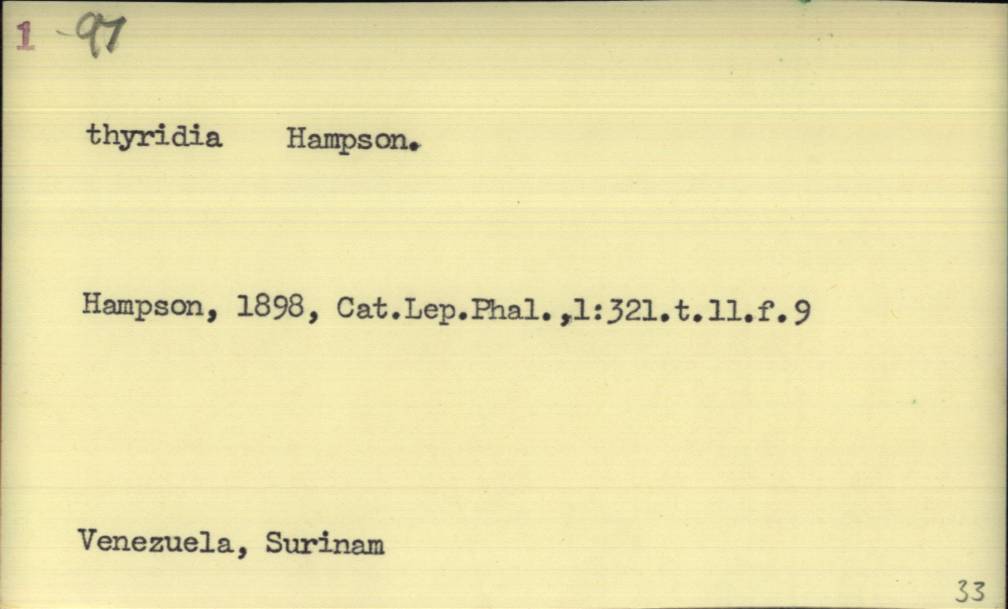 1 97
thyridia Hampson.
Hampson, 1898, Cat.Lep.Phal.,1:321.t.11.f.9
Venezuela, Surinam
33